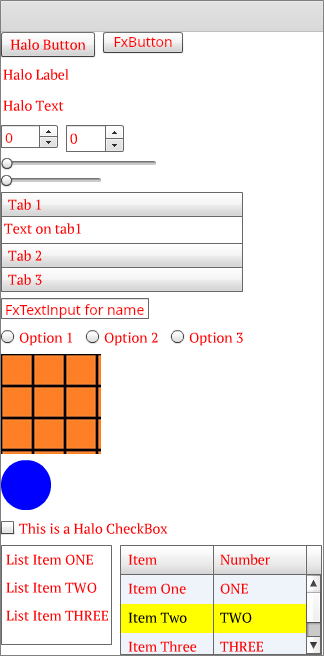 Halo Button FxButton
Halo Label
Halo Text
0 0
Tab 1
Text on tab1
Tab 2
Tab 3
FxTextInput for name
Option 1 Option 2 Option 3
This is a Halo CheckBox
List Item ONE
List Item TWO
List Item THREE
Item Number
Item One ONE
Item Two TWO
Item Three THREE